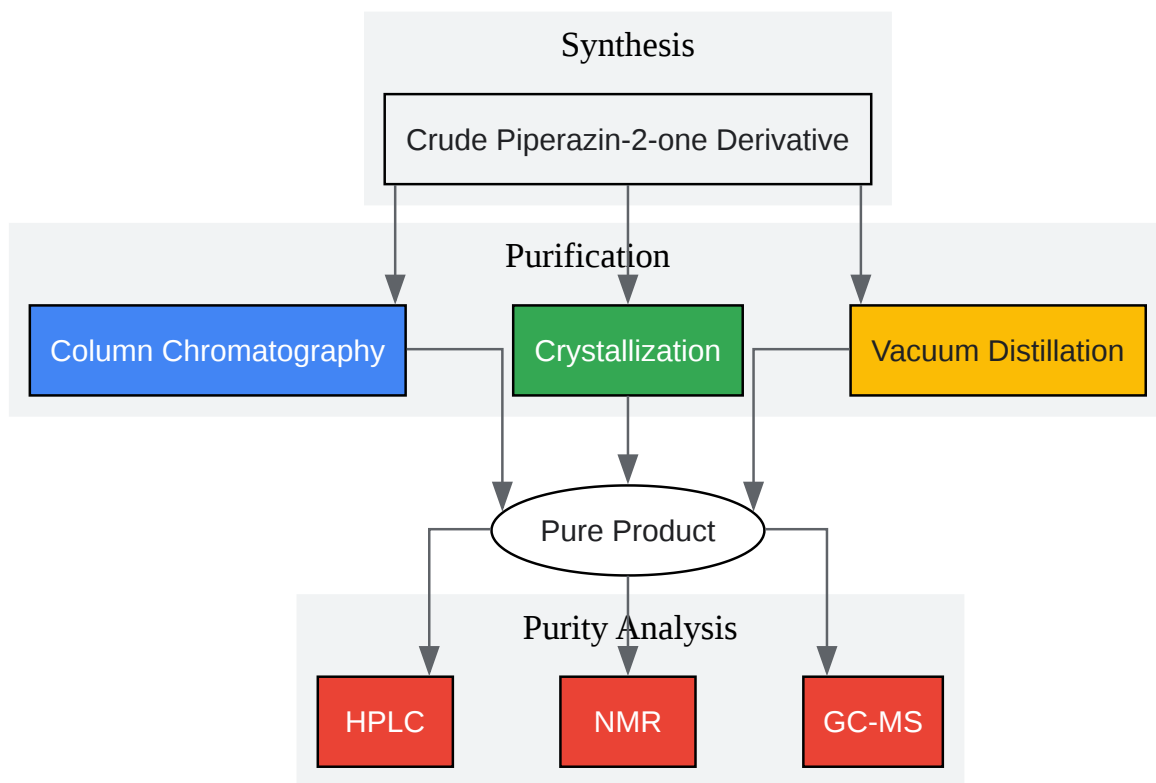 Synthesis
Crude Piperazin-2-one Derivative
Purification
Column Chromatography
Crystallization
Vacuum Distillation
Pure Product
Purity Analysis
HPLC
NMR
GC-MS